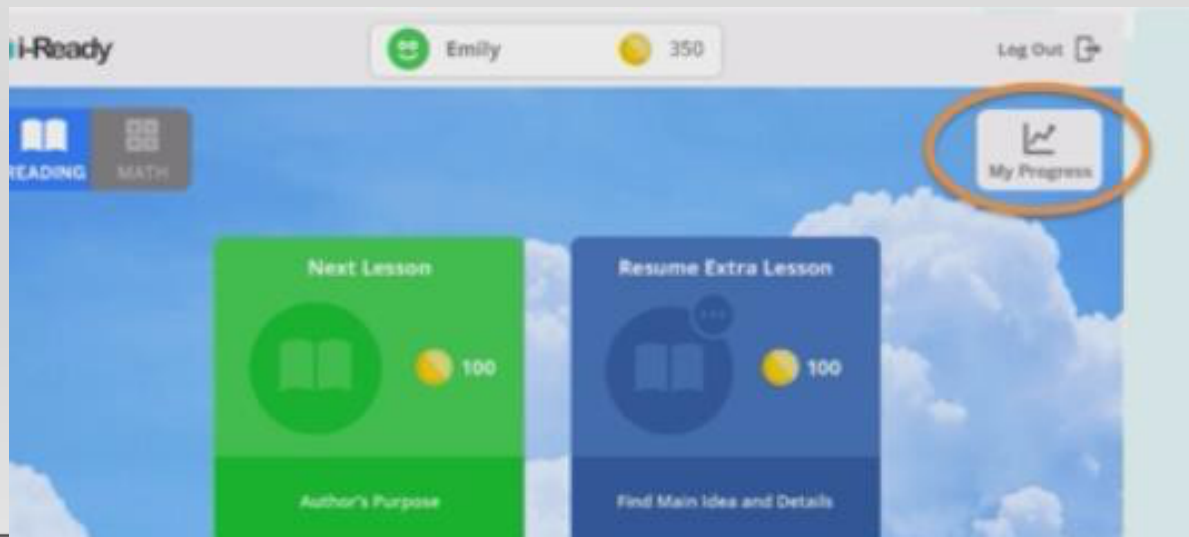 i-Ready
Emily
350
Log Out
READING
MATH
My Progress
Next Lesson
Resume Extra Lesson
100
100
Author's Purpose
Find Main Idea and Details